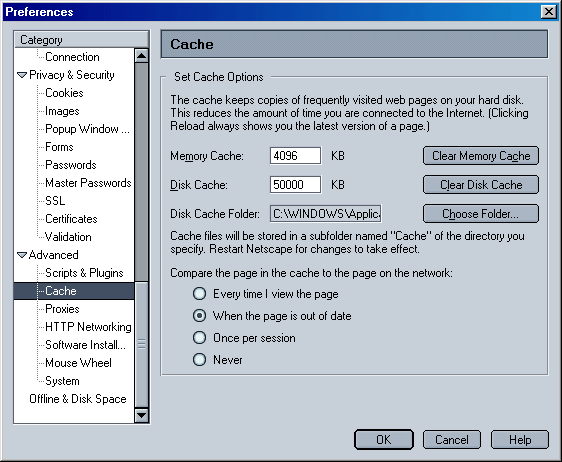 Preferences
Category
Connection
Privacy & Security
Cookies
Images
Popup Window ...
Forms
Passwords
Master Passwords
SSL
Certificates
Validation
Advanced
Scripts & Plugins
Cache
Proxies
HTTP Networking
Software Install...
Mouse Wheel
System
Offline & Disk Space
Cache
Set Cache Options
The cache keeps copies of frequently visited web pages on your hard disk.
This reduces the amount of time you are connected to the Internet. (Clicking
Reload always shows you the latest version of a page.)
Memory Cache: 4096 KB Clear Memory Cache
Disk Cache: 50000 KB Clear Disk Cache
Disk Cache Folder: C:\WINDOWS\Applica Choose Folder...
Cache files will be stored in a subfolder named "Cache" of the directory you
specify. Restart Netscape for changes to take effect.
Compare the page in the cache to the page on the network:
Every time I view the page
When the page is out of date
Once per session
Never
OK Cancel Help